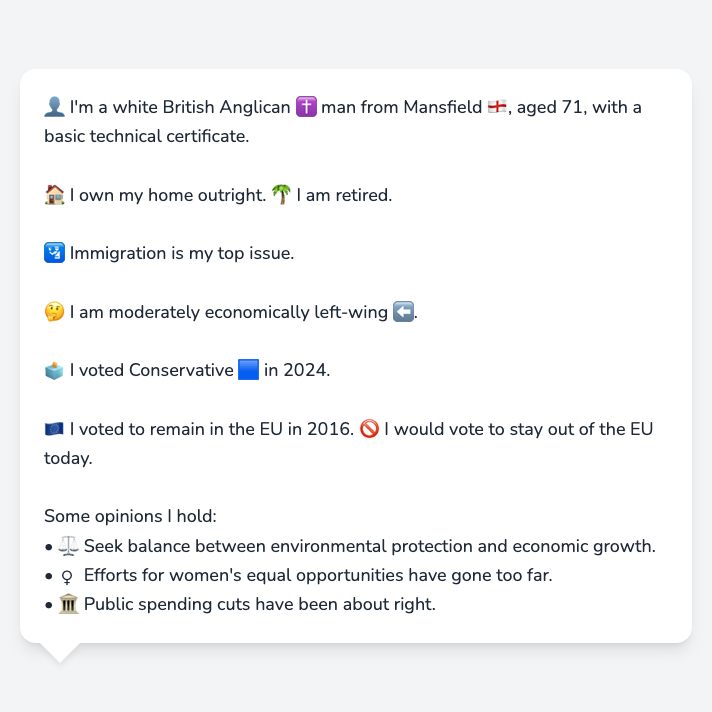 👤 I'm a white British Anglican ✝️ man from Mansfield 🏴󠁧󠁢󠁥󠁮󠁧󠁿, aged 71, with a
basic technical certificate.
🏠 I own my home outright. 🌴 I am retired.
🛂 Immigration is my top issue.
🤔 I am moderately economically left-wing ⬅️.
🗳️ I voted Conservative 🟦 in 2024.
🇪🇺 I voted to remain in the EU in 2016. 🚫 I would vote to stay out of the EU
today.
Some opinions I hold:
• ⚖️ Seek balance between environmental protection and economic growth.
• ♀ Efforts for women's equal opportunities have gone too far.
• 🏛️ Public spending cuts have been about right.